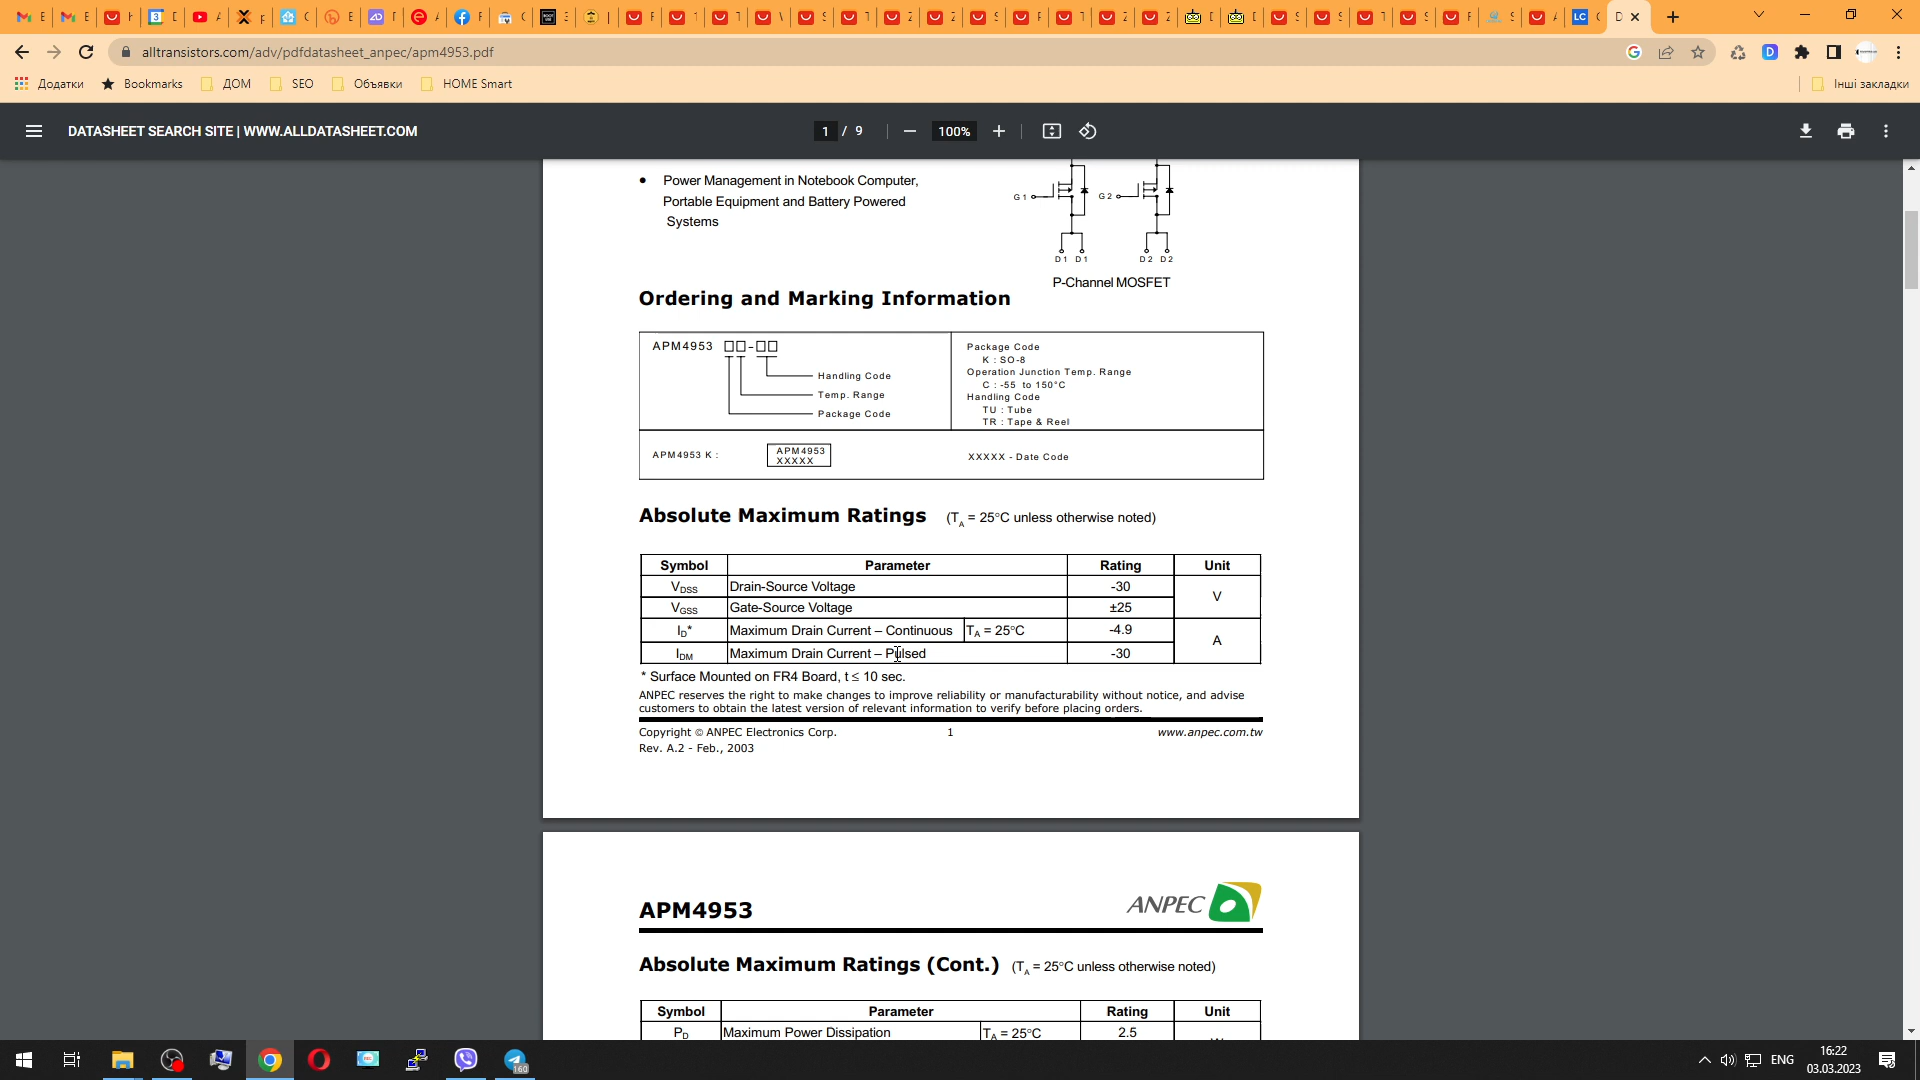 alltransistors.com/adv/pdfdatasheet_anpec/apm4953.pdf
Додатки
Bookmarks
ДОМ
SEO
Объявки
HOME Smart
Інші закладки
DATASHEET SEARCH SITE | WWW.ALLDATASHEET.COM
1 / 9
100%
• Power Management in Notebook Computer,
Portable Equipment and Battery Powered
Systems
G1
G2
D1 D1
D2 D2
P-Channel MOSFET
Ordering and Marking Information
APM4953 □□-□□
Handling Code
Temp. Range
Package Code
Package Code
K : SO-8
Operation Junction Temp. Range
C : -55 to 150°C
Handling Code
TU : Tube
TR : Tape & Reel
APM4953 K :
APM4953
XXXXX
XXXXX - Date Code
Absolute Maximum Ratings (TA = 25°C unless otherwise noted)
Symbol Parameter Rating Unit
VDSS Drain-Source Voltage -30 V
VGSS Gate-Source Voltage ±25
ID* Maximum Drain Current – Continuous TA = 25°C -4.9 A
IDM Maximum Drain Current – Pulsed -30
* Surface Mounted on FR4 Board, t ≤ 10 sec.
ANPEC reserves the right to make changes to improve reliability or manufacturability without notice, and advise
customers to obtain the latest version of relevant information to verify before placing orders.
Copyright © ANPEC Electronics Corp. 1 www.anpec.com.tw
Rev. A.2 - Feb., 2003
APM4953
ANPEC
Absolute Maximum Ratings (Cont.) (TA = 25°C unless otherwise noted)
Symbol Parameter Rating Unit
PD Maximum Power Dissipation TA = 25°C 2.5
160
ENG
16:22
03.03.2023